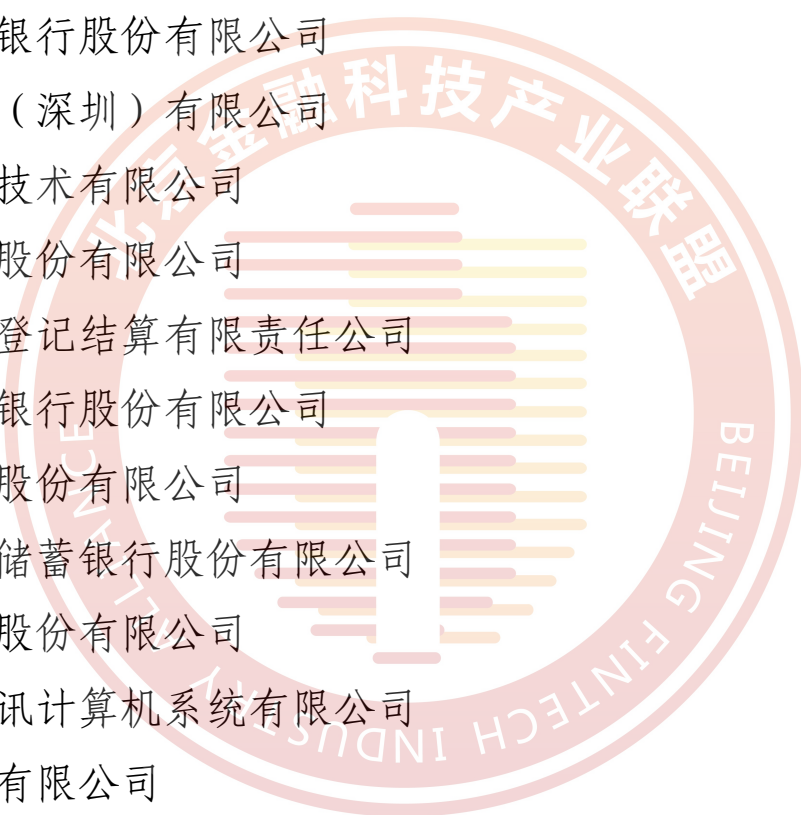 银行股份有限公司
（深圳）有限公司
技术有限公司
股份有限公司
登记结算有限责任公司
银行股份有限公司
股份有限公司
储蓄银行股份有限公司
股份有限公司
讯计算机系统有限公司
有限公司
北京金融科技产业联盟
BEIJING FINTECH INDUSTRY ALLIANCE